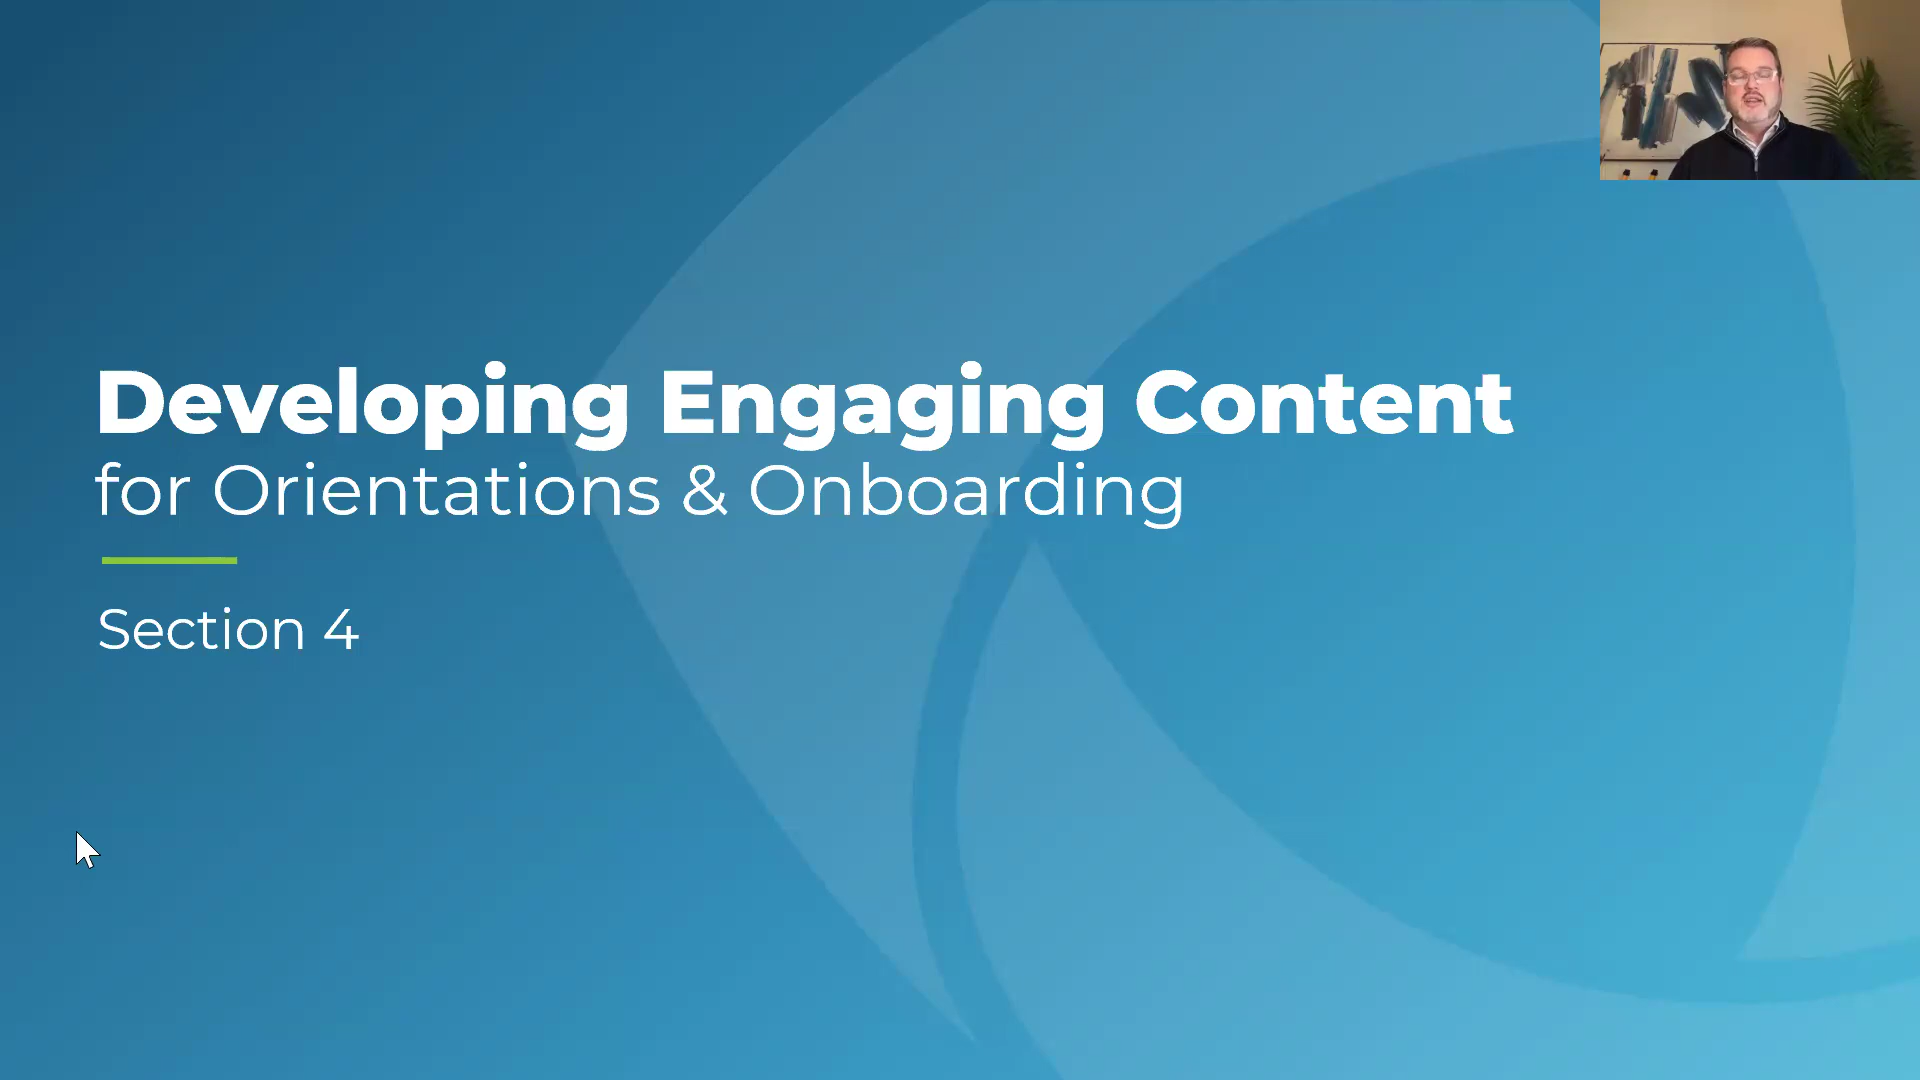 Developing Engaging Content
for Orientations & Onboarding
Section 4